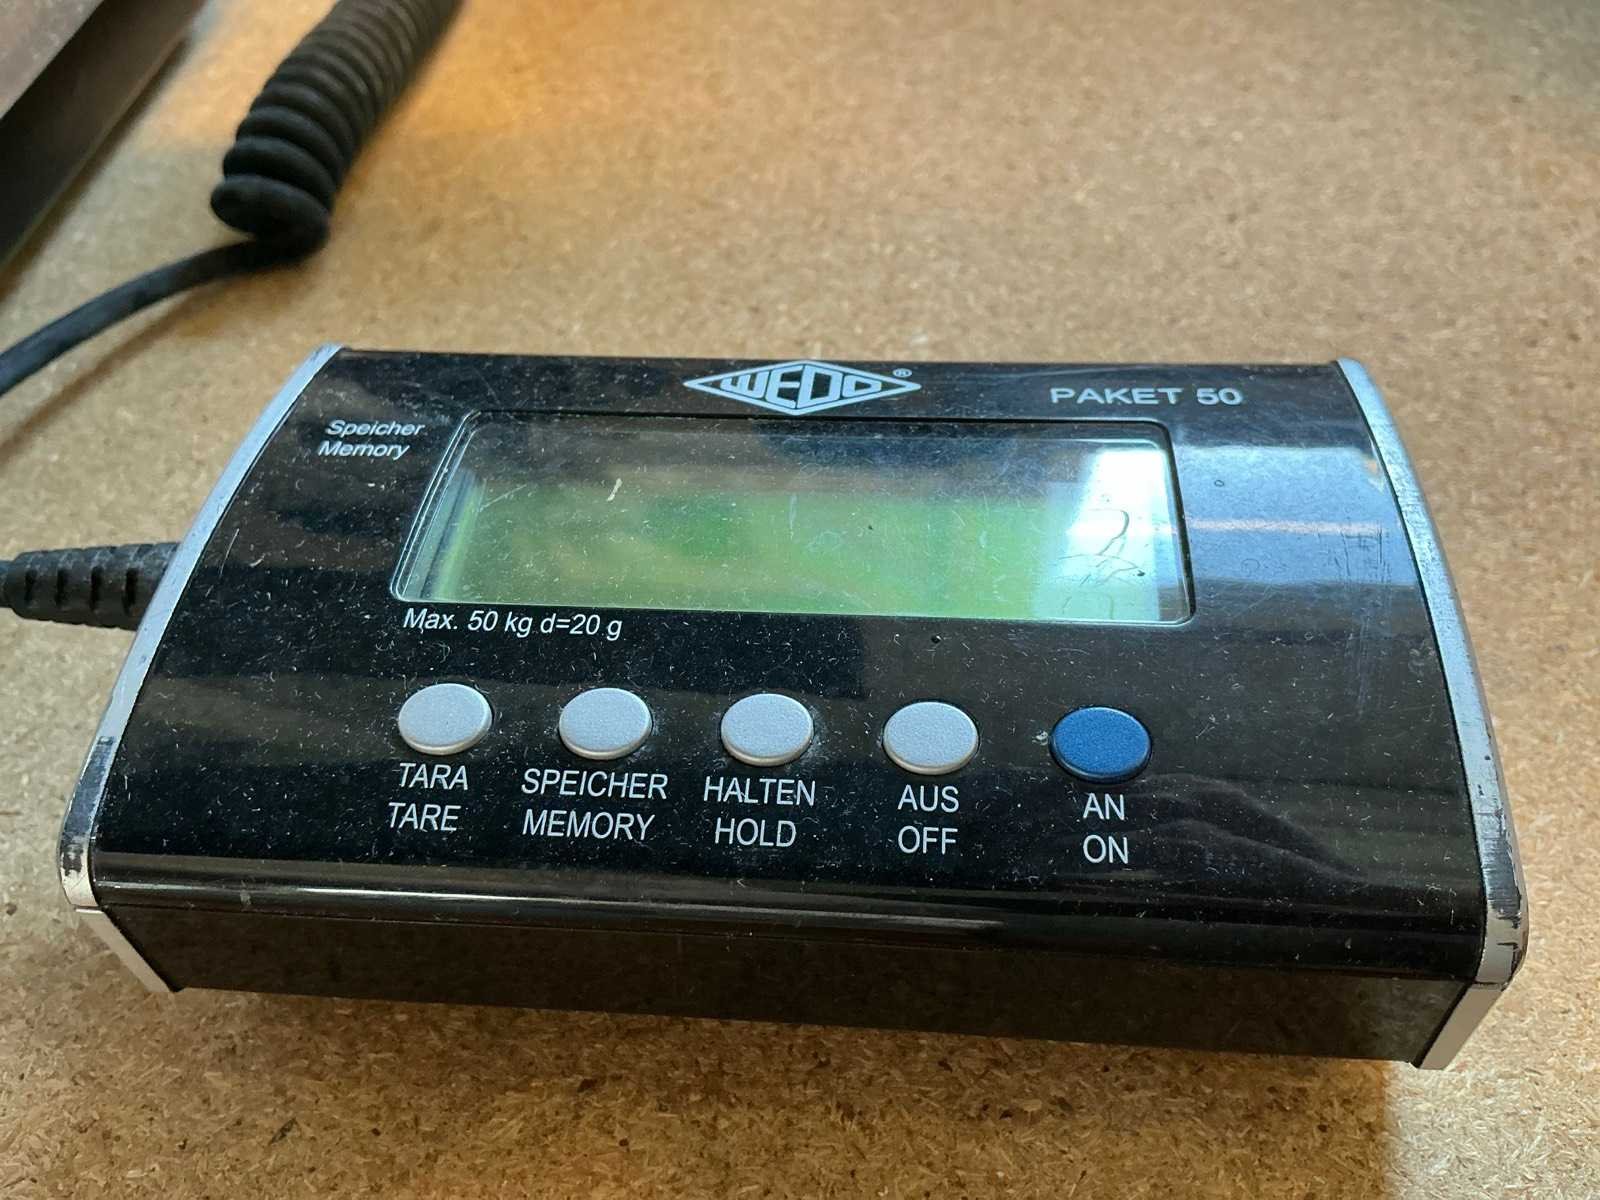 WEDO®
PAKET 50
Speicher
Memory
Max. 50 kg d=20 g
TARA
TARE
SPEICHER
MEMORY
HALTEN
HOLD
AUS
OFF
AN
ON